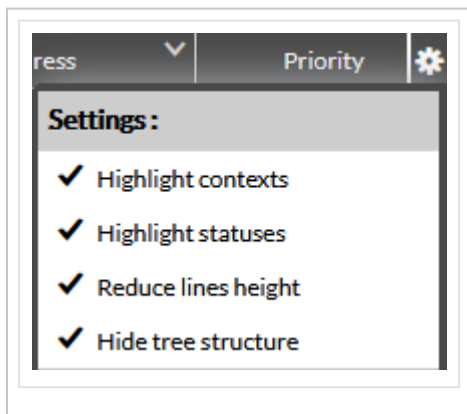 ress Priority
Settings :
Highlight contexts
Highlight statuses
Reduce lines height
Hide tree structure